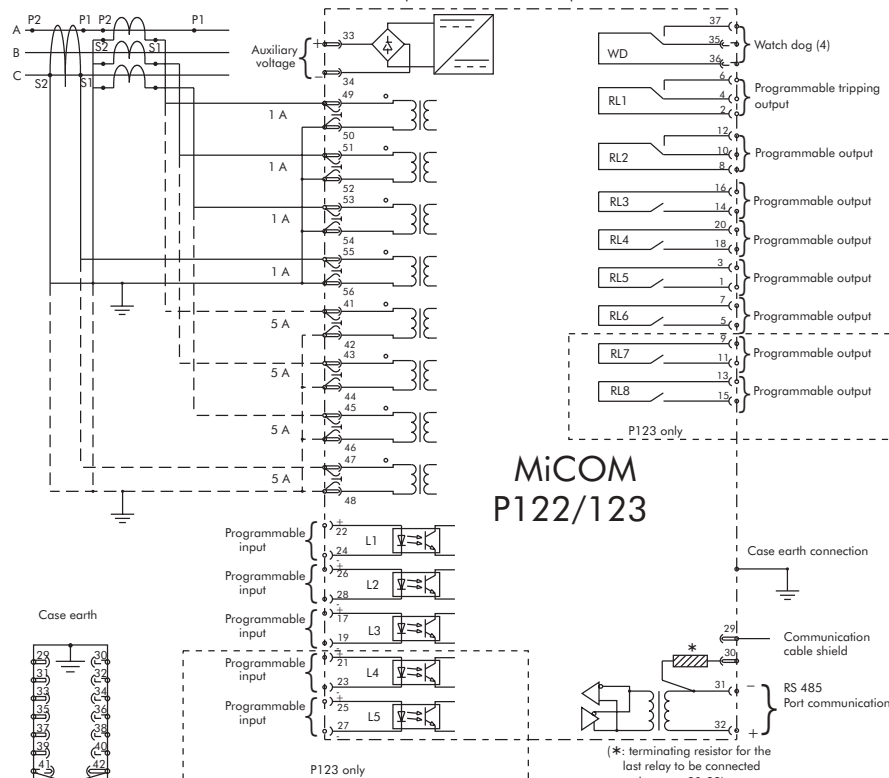 P2 P1 P2 P1
A
B
C
S2 S1
S2 S1
Auxiliary
voltage
+ 33
−
34
49
1 A
50
51
1 A
52
53
1 A
54
55
1 A
56
41
5 A
42
43
5 A
44
45
5 A
46
47
5 A
48
WD
37
35
36
Watch dog (4)
RL1
6
4
2
Programmable tripping
output
RL2
12
10
8
Programmable output
RL3
16
14
Programmable output
RL4
20
18
Programmable output
RL5
3
1
Programmable output
RL6
7
5
Programmable output
RL7
9
11
Programmable output
RL8
13
15
Programmable output
P123 only
MiCOM
P122/123
Programmable
input
+
22
24
-
L1
Programmable
input
+
26
28
-
L2
Programmable
input
+
17
19
-
L3
Programmable
input
+
21
23
-
L4
Programmable
input
+
25
27
-
L5
P123 only
Case earth connection
29
Communication
cable shield
*
30
31 −
RS 485
Port communication
32 +
(*: terminating resistor for the
last relay to be connected
Case earth
29 30
31 32
33 34
35 36
37 38
39 40
41 42